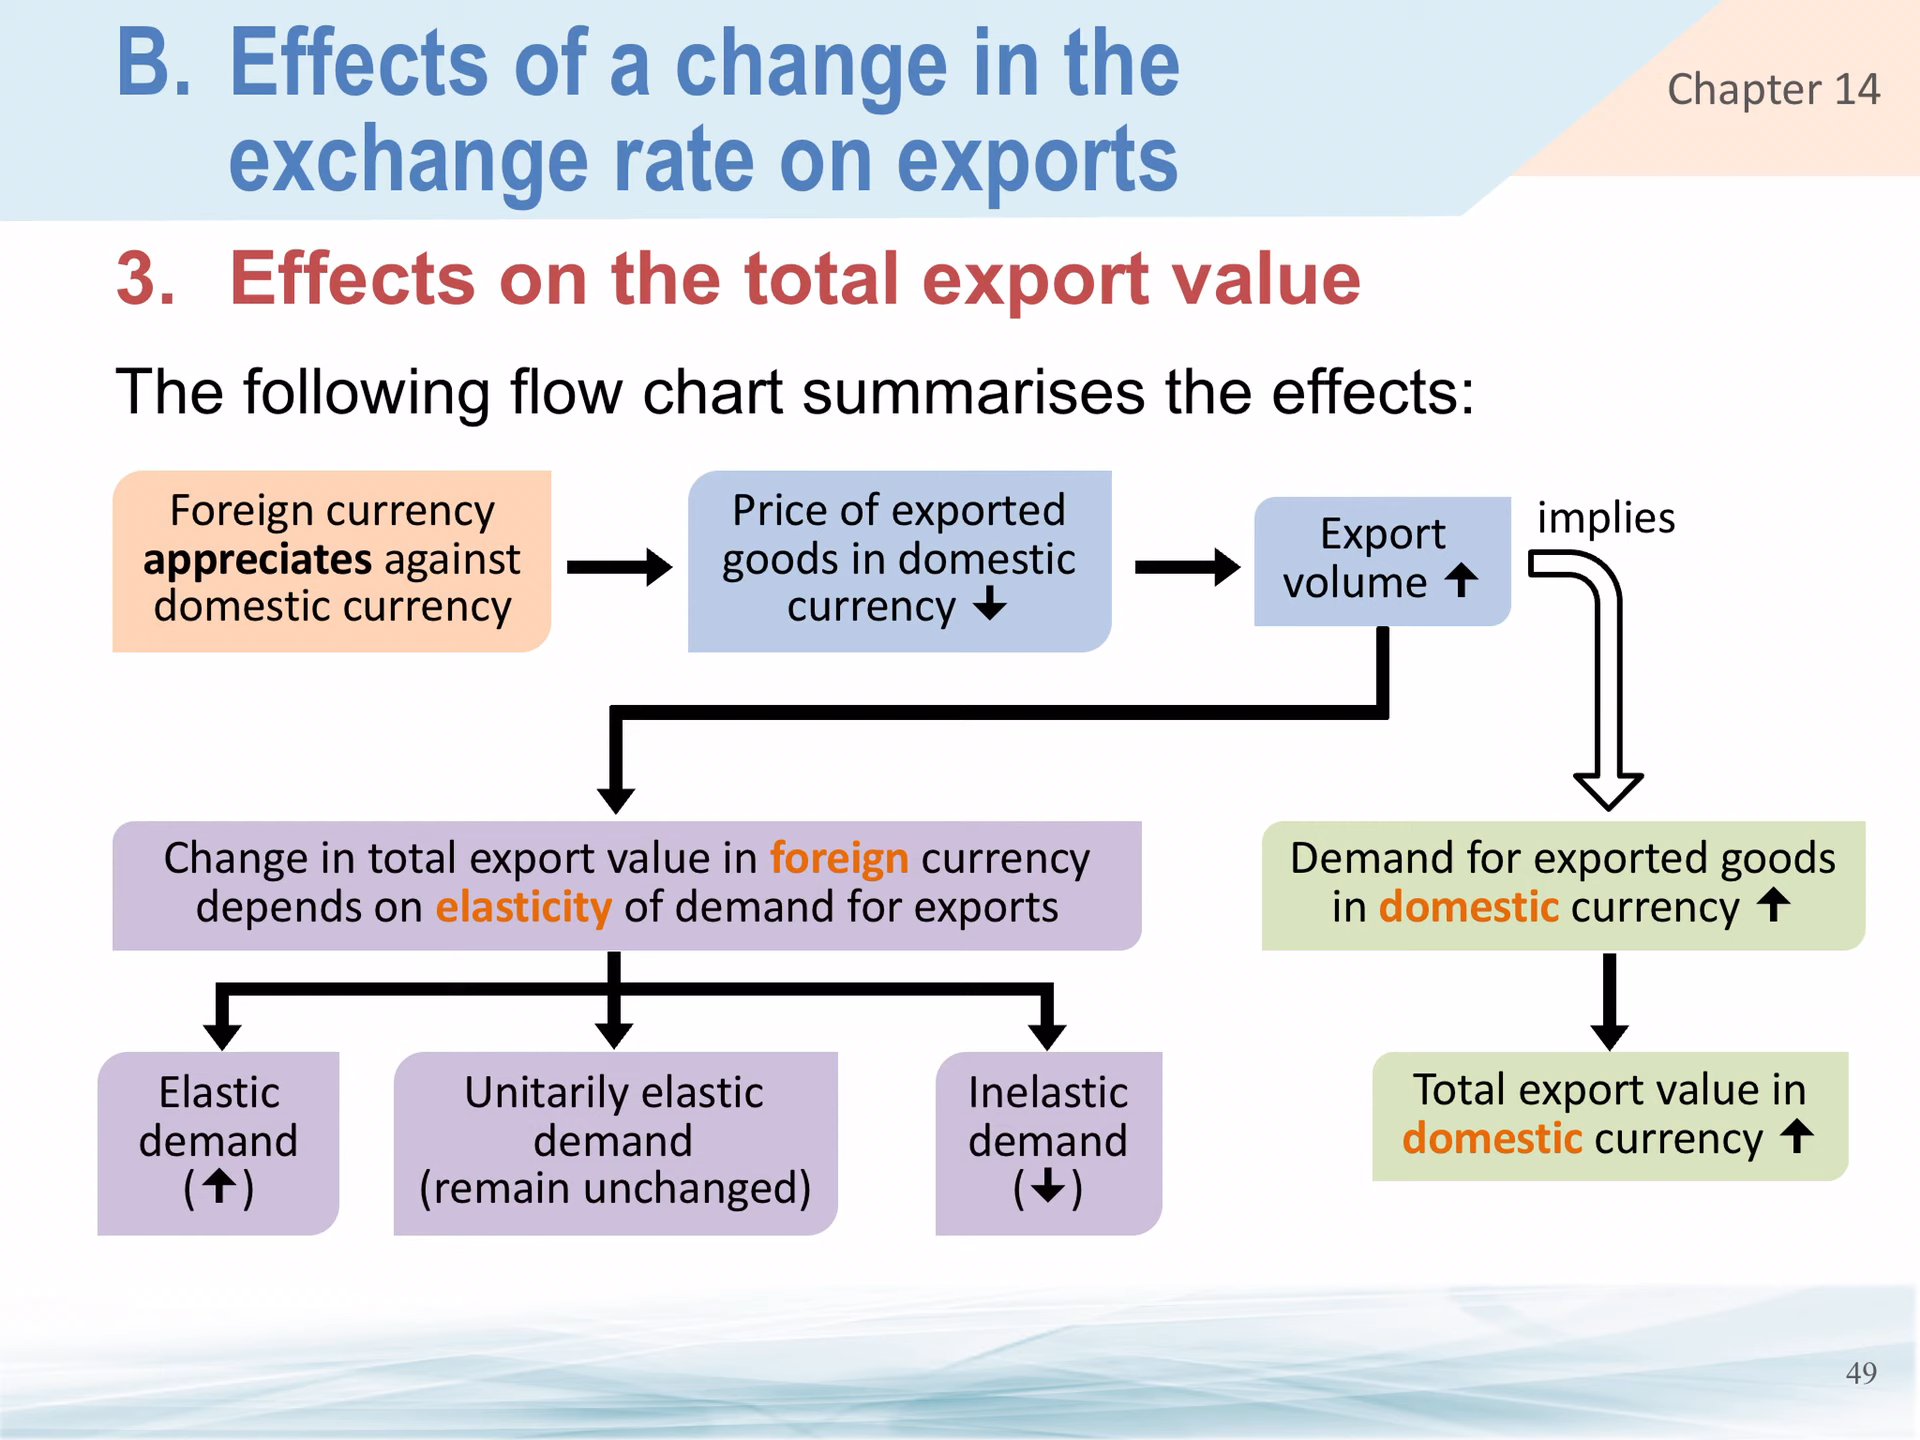 B. Effects of a change in the
exchange rate on exports
Chapter 14
3. Effects on the total export value
The following flow chart summarises the effects:
Foreign currency
appreciates against
domestic currency
Price of exported
goods in domestic
currency ↓
Export
volume ↑
implies
Change in total export value in foreign currency
depends on elasticity of demand for exports
Demand for exported goods
in domestic currency ↑
Elastic
demand
(↑)
Unitarily elastic
demand
(remain unchanged)
Inelastic
demand
(↓)
Total export value in
domestic currency ↑
49